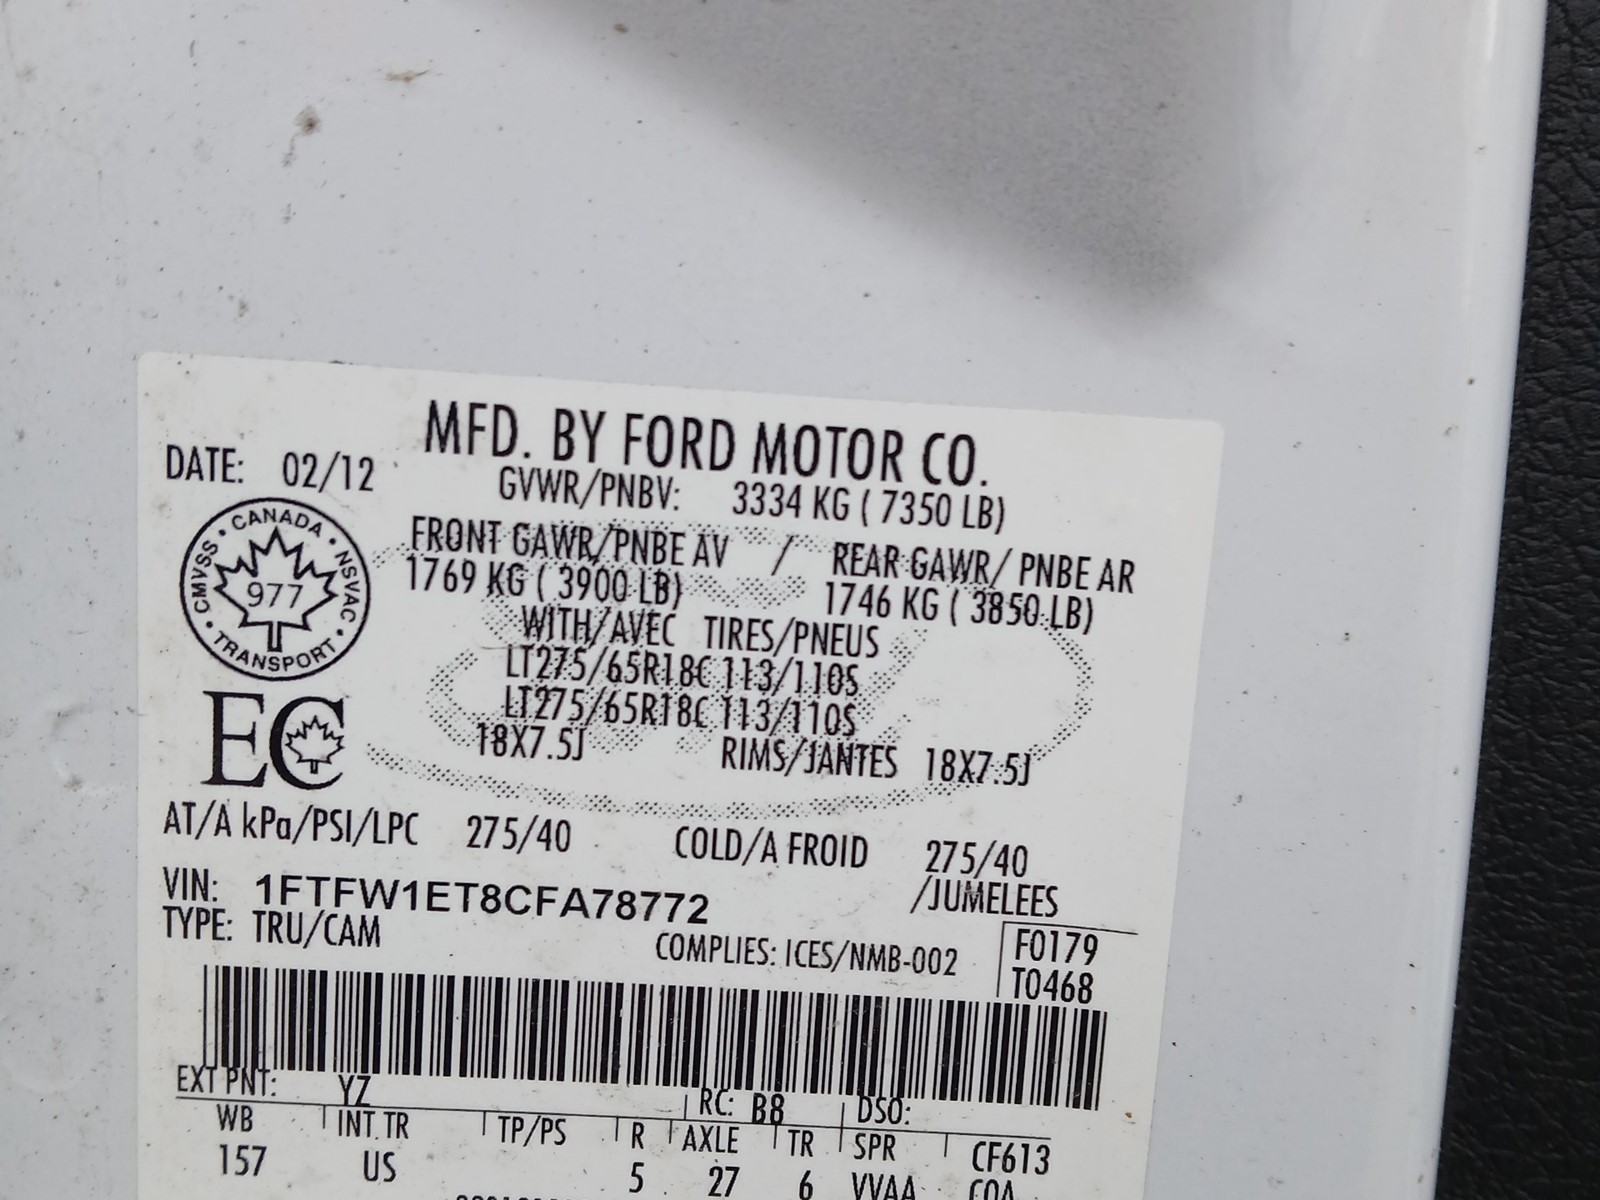 MFD. BY FORD MOTOR CO.
DATE: 02/12
GVWR/PNBV: 3334 KG ( 7350 LB)
FRONT GAWR/PNBE AV / REAR GAWR/ PNBE AR
1769 KG ( 3900 LB) 1746 KG ( 3850 LB)
WITH/AVEC TIRES/PNEUS
LT275/65R18C 113/110S
LT275/65R18C 113/110S
18X7.5J RIMS/JANTES 18X7.5J
CANADA • NSVAC • TRANSPORT • CMVSS •
977
EC
AT/A kPa/PSI/LPC 275/40 COLD/A FROID 275/40
VIN: 1FTFW1ET8CFA78772 /JUMELEES
TYPE: TRU/CAM
COMPLIES: ICES/NMB-002
F0179
T0468
EXT PNT: YZ RC: B8 DSO:
WB INT TR TP/PS R AXLE TR SPR CF613
157 US 5 27 6 VVAA